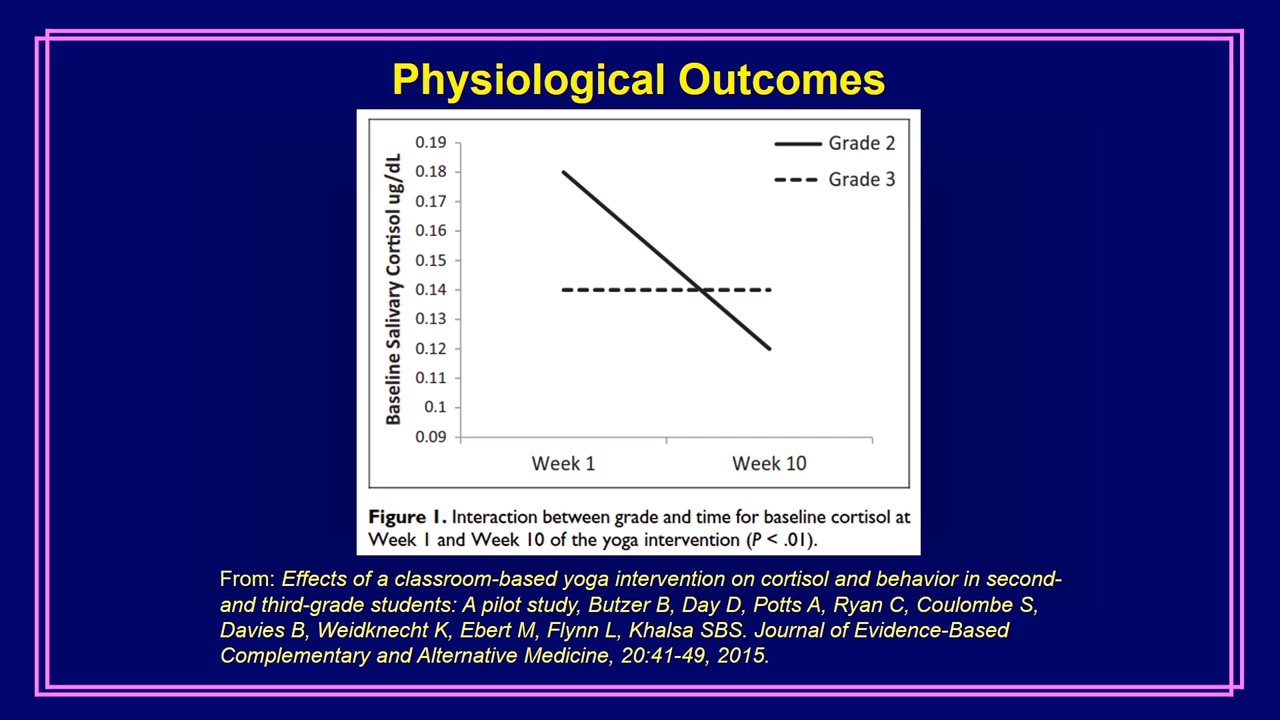 Physiological Outcomes
Baseline Salivary Cortisol ug/dL
0.19
0.18
0.17
0.16
0.15
0.14
0.13
0.12
0.11
0.1
0.09
Grade 2
Grade 3
Week 1
Week 10
Figure 1. Interaction between grade and time for baseline cortisol at
Week 1 and Week 10 of the yoga intervention (P < .01).
From: Effects of a classroom-based yoga intervention on cortisol and behavior in second-
and third-grade students: A pilot study, Butzer B, Day D, Potts A, Ryan C, Coulombe S,
Davies B, Weidknecht K, Ebert M, Flynn L, Khalsa SBS. Journal of Evidence-Based
Complementary and Alternative Medicine, 20:41-49, 2015.